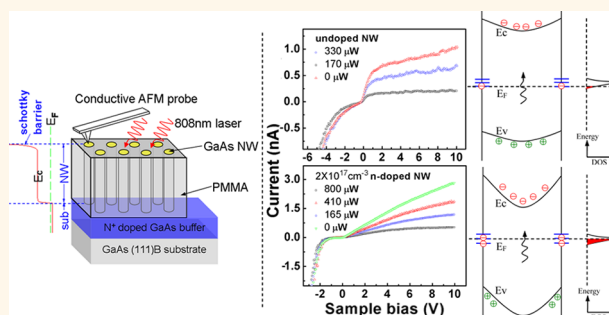 Conductive AFM probe
808nm laser
GaAs NW
PMMA
N+ doped GaAs buffer
GaAs (111)B substrate
schottky
barrier
EF
Ec
NW
sub
Current (nA)
undoped NW
330 μW
170 μW
0 μW
1.0
0.5
0.0
-0.5
-6 -4 -2 0 2 4 6 8 10
2X10¹⁷cm⁻³ n-doped NW
800 μW
410 μW
165 μW
0 μW
3.0
1.5
0.0
-1.5
-4 -2 0 2 4 6 8 10
Sample bias (V)
Ec
EF
Ev
Energy
DOS
Ec
EF
Ev
Energy